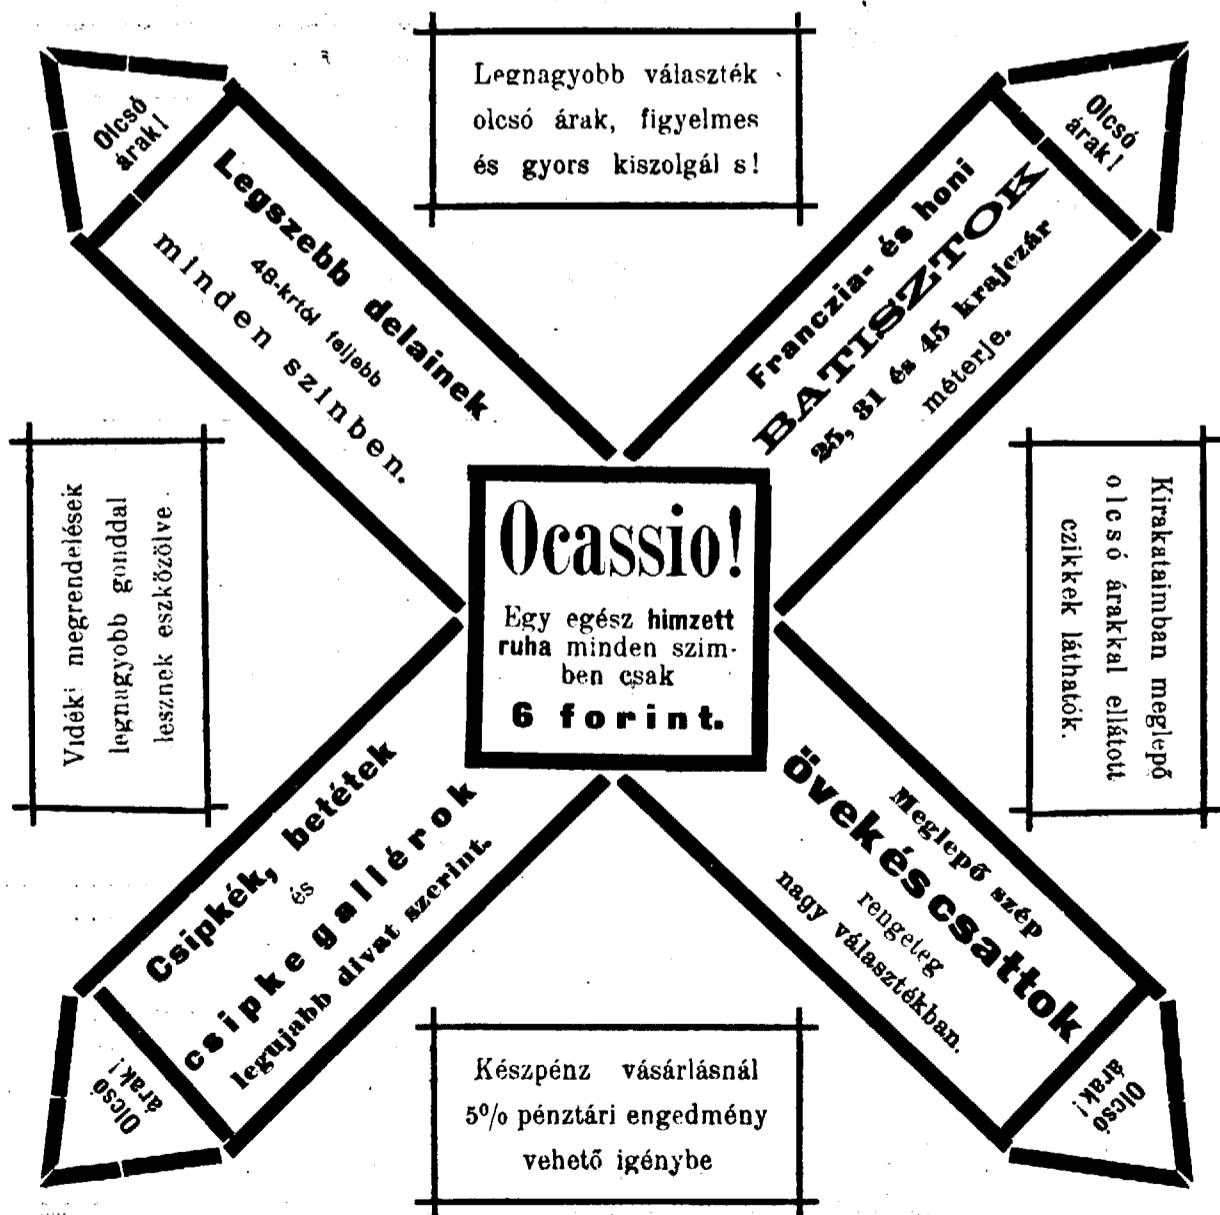 Legnagyobb választék
olcsó árak, figyelmes
és gyors kiszolgál s!
Olcsó
árak!
Legszebb delainek
48-krtól feljebb
minden szinben.
Olcsó
árak!
Franczia- és honi
BATISZTOK
25, 31 és 45 krajczár
méterje.
Vidéki megrendelések
legnagyobb gonddal
lesznek eszközölve.
Ocassio!
Egy egész himzett
ruha minden szim-
ben csak
6 forint.
Kirakataimban meglepő
olcsó árakkal ellátott
czikkek láthatók.
Csipkék, betétek
és
csipkegallérok
legujabb divat szerint.
Olcsó
árak!
Meglepő szép
övekéscsattok
rengeteg
nagy választékban.
Olcsó
árak!
Készpénz vásárlásnál
5% pénztári engedmény
vehető igénybe